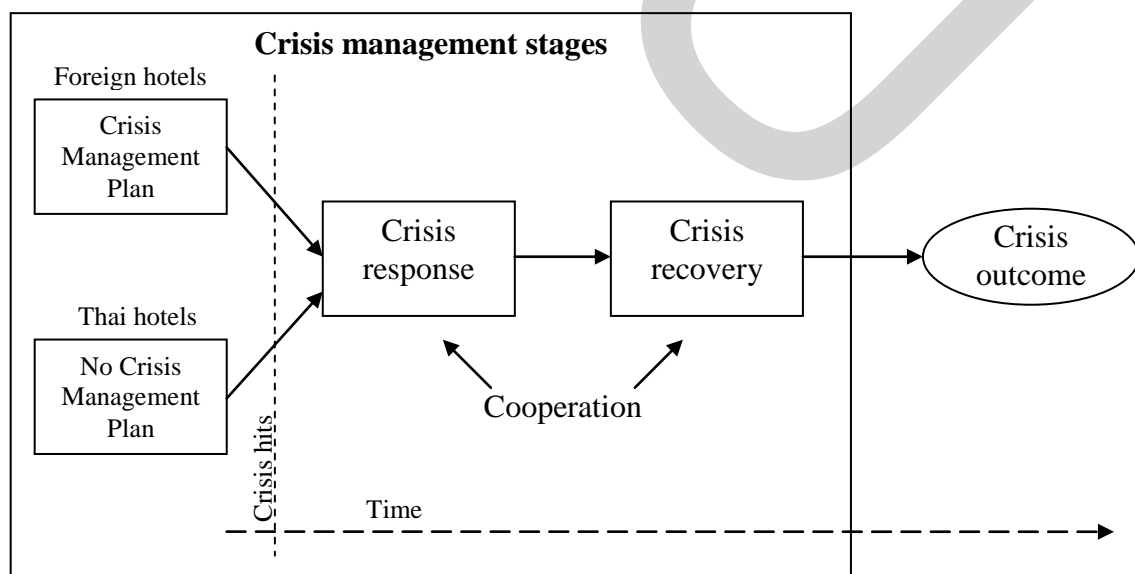 Crisis management stages
Foreign hotels
Crisis
Management
Plan
Thai hotels
No Crisis
Management
Plan
Crisis hits
Crisis
response
Crisis
recovery
Cooperation
Time
Crisis
outcome